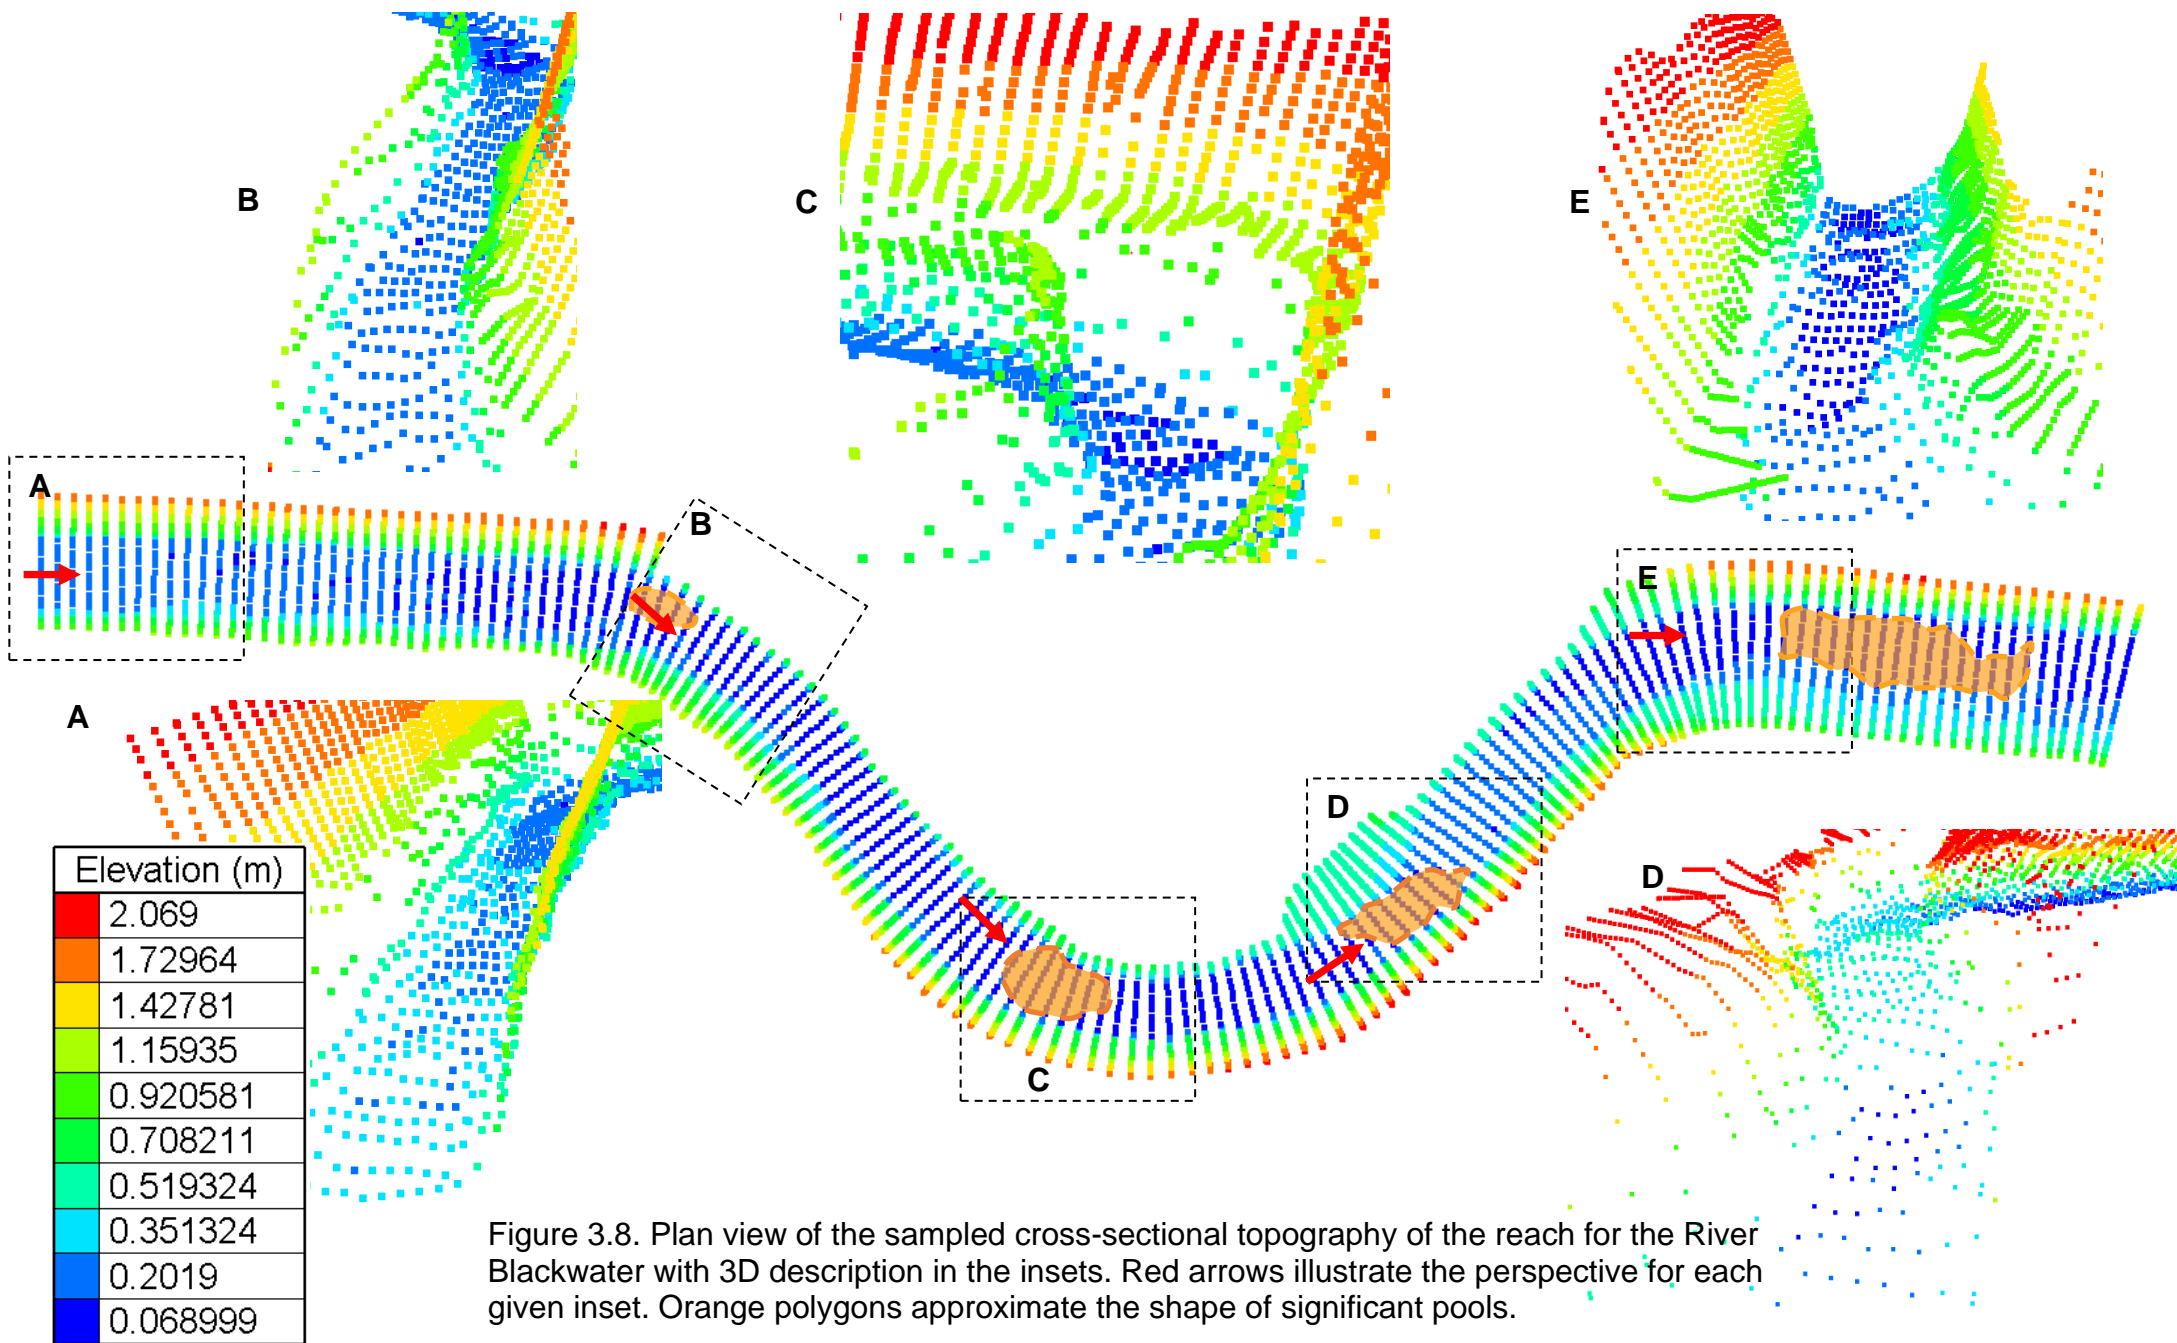 B
C
E
A
B
E
A
D
D
C
Elevation (m)
2.069
1.72964
1.42781
1.15935
0.920581
0.708211
0.519324
0.351324
0.2019
0.068999
Figure 3.8. Plan view of the sampled cross-sectional topography of the reach for the River
Blackwater with 3D description in the insets. Red arrows illustrate the perspective for each
given inset. Orange polygons approximate the shape of significant pools.